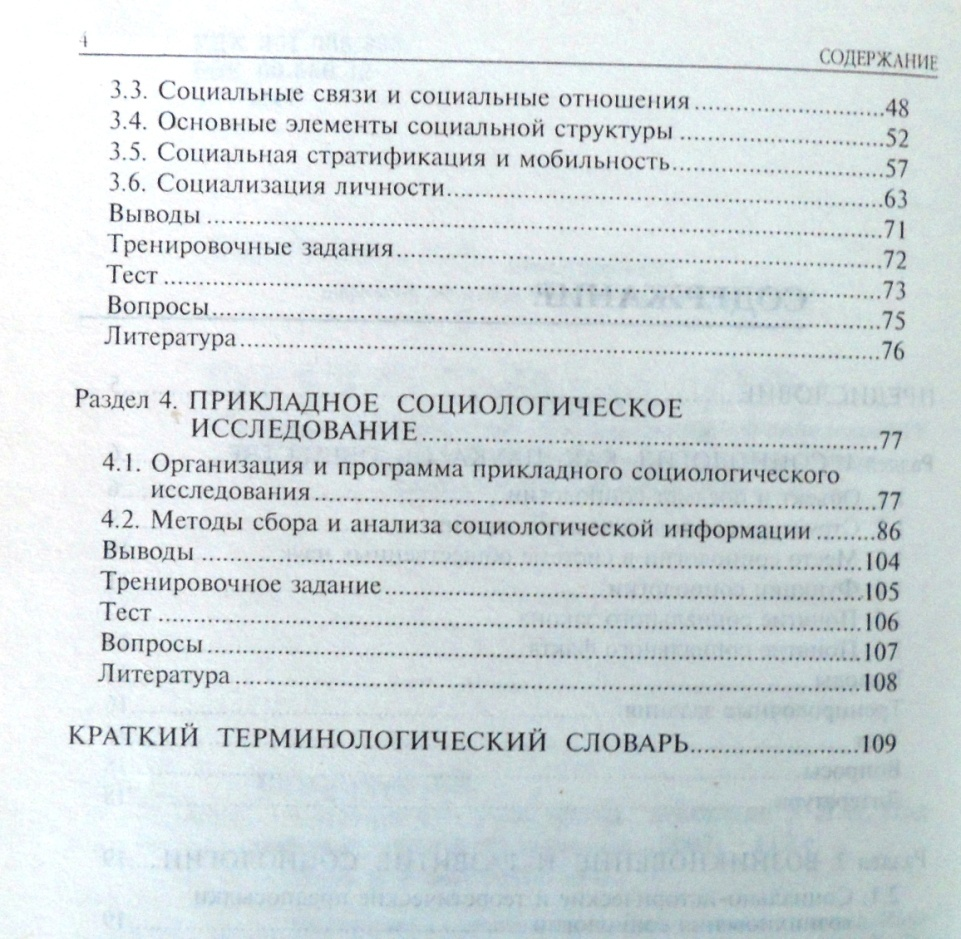 4
СОДЕРЖАНИЕ
3.3. Социальные связи и социальные отношения..........48
3.4. Основные элементы социальной структуры..........52
3.5. Социальная стратификация и мобильность..........57
3.6. Социализация личности..........63
Выводы..........71
Тренировочные задания..........72
Тест..........73
Вопросы..........75
Литература..........76
Раздел 4. ПРИКЛАДНОЕ СОЦИОЛОГИЧЕСКОЕ
ИССЛЕДОВАНИЕ..........77
4.1. Организация и программа прикладного социологического
исследования..........77
4.2. Методы сбора и анализа социологической информации......86
Выводы..........104
Тренировочное задание..........105
Тест..........106
Вопросы..........107
Литература..........108
КРАТКИЙ ТЕРМИНОЛОГИЧЕСКИЙ СЛОВАРЬ..........109